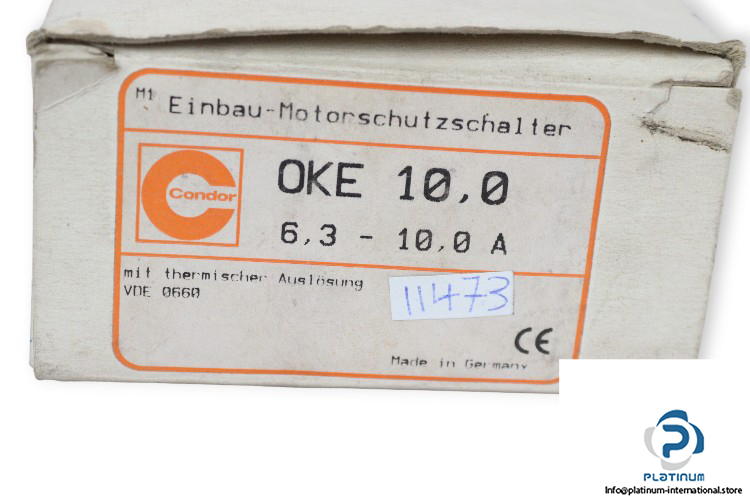 M1 Einbau-Motorschutzschalter
Condor
OKE 10,0
6,3 - 10,0 A
mit thermischer Auslösung
VDE 0660
11473
CE
Made in Germany
PLATINUM
Info@platinum-international.store